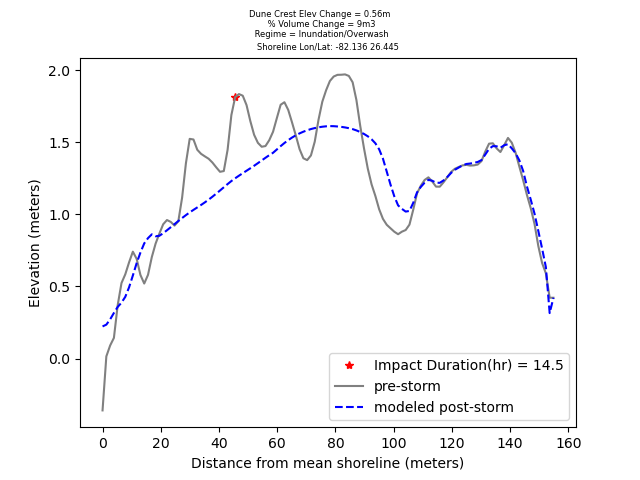 Dune Crest Elev Change = 0.56m
% Volume Change = 9m3
Regime = Inundation/Overwash
Shoreline Lon/Lat: -82.136 26.445
2.0
1.5
1.0
0.5
0.0
Elevation (meters)
Impact Duration(hr) = 14.5
pre-storm
modeled post-storm
0 20 40 60 80 100 120 140 160
Distance from mean shoreline (meters)